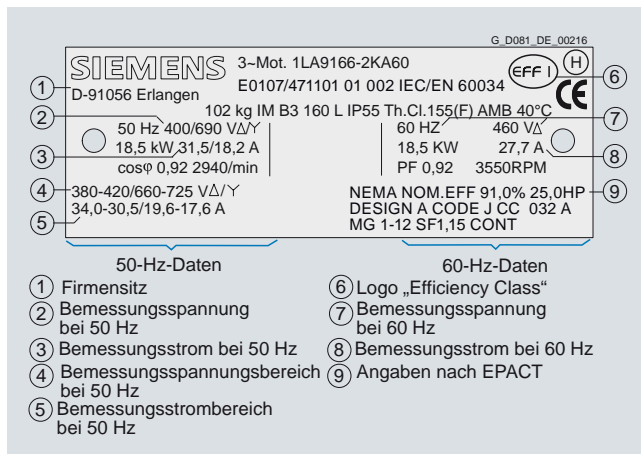 G_D081_DE_00216
SIEMENS 3~Mot. 1LA9166-2KA60 EFF I H
D-91056 Erlangen E0107/471101 01 002 IEC/EN 60034 CE
102 kg IM B3 160 L IP55 Th.Cl.155(F) AMB 40°C
50 Hz 400/690 VΔ/Y 60 HZ 460 VΔ
18,5 kW 31,5/18,2 A 18,5 KW 27,7 A
cosφ 0,92 2940/min PF 0,92 3550RPM
380-420/660-725 VΔ/Y NEMA NOM.EFF 91,0% 25,0HP
34,0-30,5/19,6-17,6 A DESIGN A CODE J CC 032 A
MG 1-12 SF1,15 CONT
1
2
3
4
5
6
7
8
9
50-Hz-Daten 60-Hz-Daten
1 Firmensitz
2 Bemessungsspannung
bei 50 Hz
3 Bemessungsstrom bei 50 Hz
4 Bemessungsspannungsbereich
bei 50 Hz
5 Bemessungsstrombereich
bei 50 Hz
6 Logo „Efficiency Class“
7 Bemessungsspannung
bei 60 Hz
8 Bemessungsstrom bei 60 Hz
9 Angaben nach EPACT